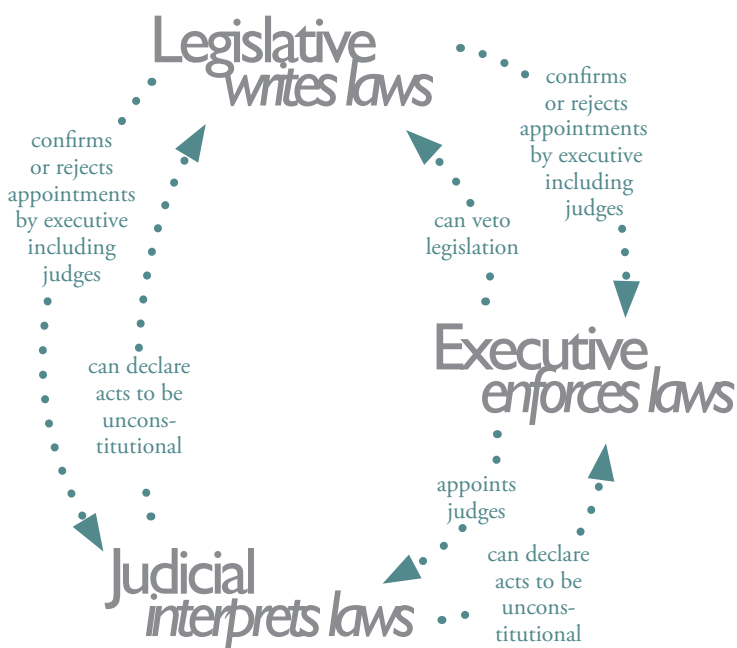 Legislative
writes laws
confirms
or rejects
appointments
by executive
including
judges
confirms
or rejects
appointments
by executive
including
judges
can veto
legislation
Executive
enforces laws
can declare
acts to be
uncons-
titutional
appoints
judges
can declare
acts to be
uncons-
titutional
Judicial
interprets laws